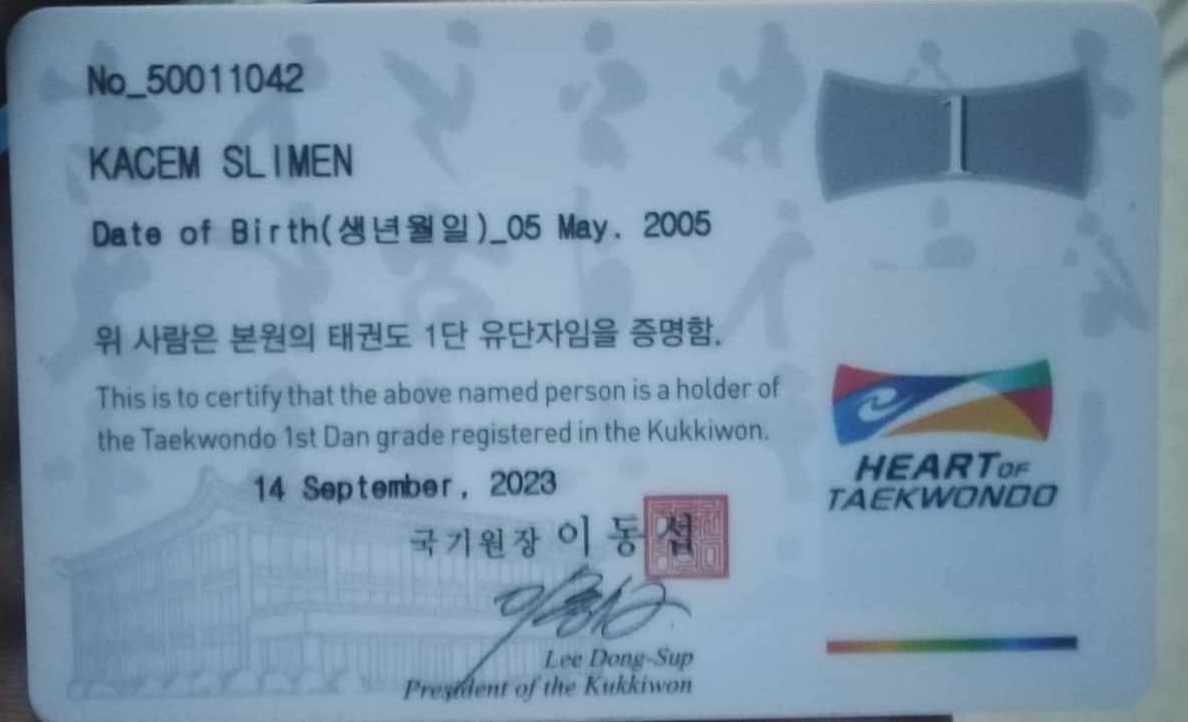 No_50011042
1
KACEM SLIMEN
Date of Birth(생년월일)_05 May. 2005
위 사람은 본원의 태권도 1단 유단자임을 증명함.
This is to certify that the above named person is a holder of
the Taekwondo 1st Dan grade registered in the Kukkiwon.
HEART OF
TAEKWONDO
14 September, 2023
국기원장 이동섭
Lee Dong-Sup
President of the Kukkiwon